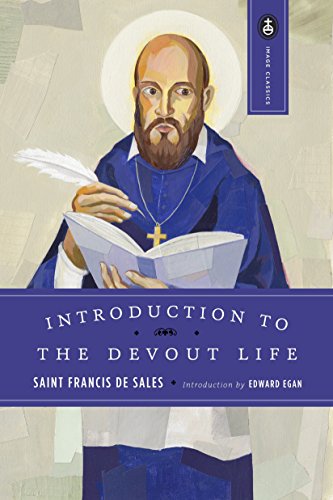 IMAGE CLASSICS
INTRODUCTION TO
THE DEVOUT LIFE
SAINT FRANCIS DE SALES • Introduction by EDWARD EGAN